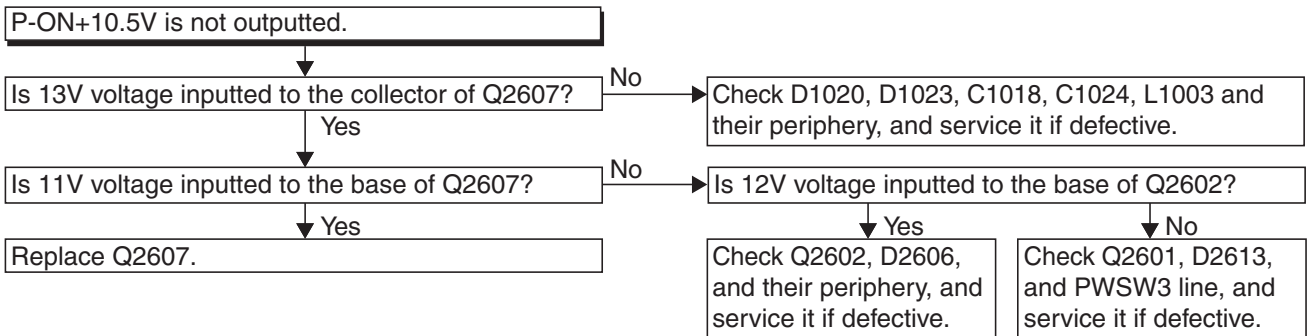 P-ON+10.5V is not outputted.
Is 13V voltage inputted to the collector of Q2607?
No
Check D1020, D1023, C1018, C1024, L1003 and
their periphery, and service it if defective.
Yes
Is 11V voltage inputted to the base of Q2607?
No
Is 12V voltage inputted to the base of Q2602?
Yes
Replace Q2607.
Yes
Check Q2602, D2606,
and their periphery, and
service it if defective.
No
Check Q2601, D2613,
and PWSW3 line, and
service it if defective.